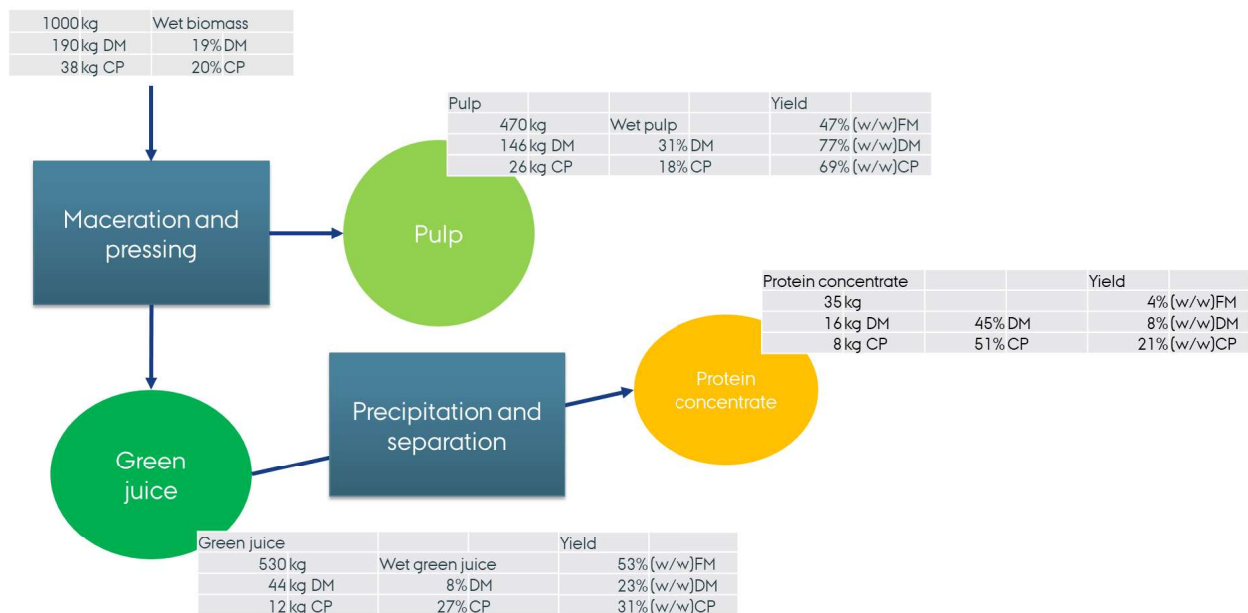 1000 kg Wet biomass
190 kg DM 19% DM
38 kg CP 20% CP
Pulp Yield
470 kg Wet pulp 47% (w/w)FM
146 kg DM 31% DM 77% (w/w)DM
26 kg CP 18% CP 69% (w/w)CP
Maceration and
pressing
Pulp
Protein concentrate Yield
35 kg 4% (w/w)FM
16 kg DM 45% DM 8% (w/w)DM
8 kg CP 51% CP 21% (w/w)CP
Protein
concentrate
Precipitation and
separation
Green
juice
Green juice Yield
530 kg Wet green juice 53% (w/w)FM
44 kg DM 8% DM 23% (w/w)DM
12 kg CP 27% CP 31% (w/w)CP